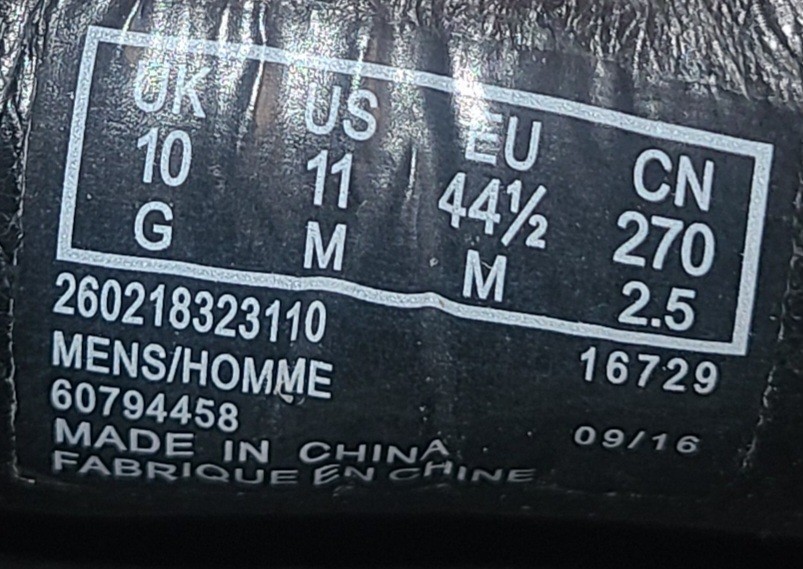 UK US EU CN
10 11 44½ 270
G M M 2.5
260218323110
MENS/HOMME 16729
60794458
MADE IN CHINA 09/16
FABRIQUE EN CHINE